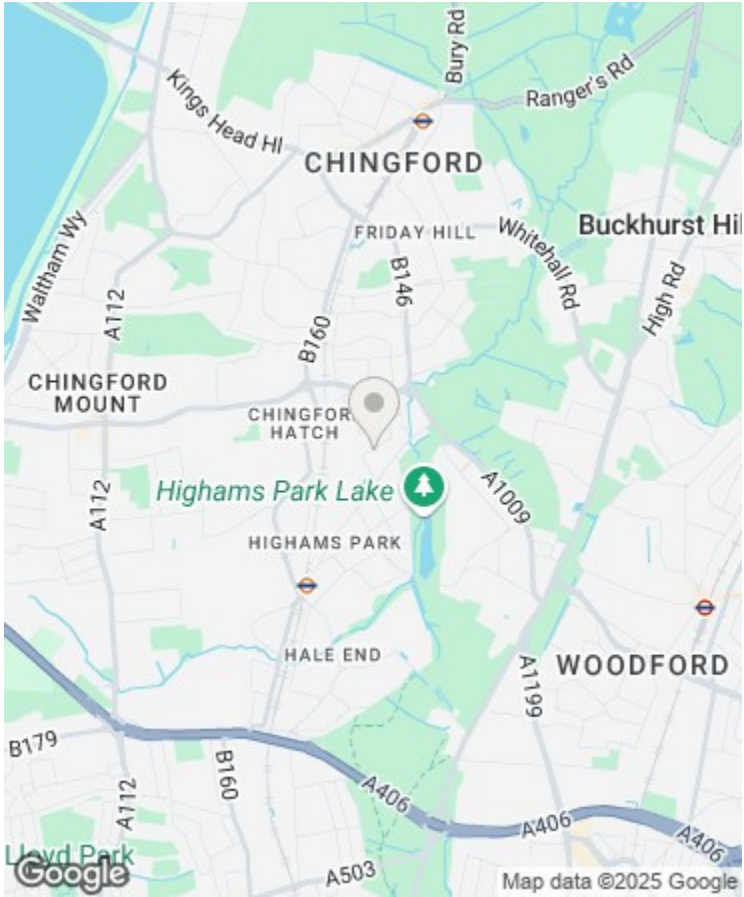 Bury Rd
Ranger's Rd
Kings Head Hl
CHINGFORD
FRIDAY HILL
Whitehall Rd
Buckhurst Hil
Waltham Wy
A112
B160
B146
High Rd
CHINGFORD
MOUNT
CHINGFOR
HATCH
Highams Park Lake
A1009
A112
HIGHAMS PARK
HALE END
WOODFORD
A1199
B179
B160
A112
A406
A406
A406
Lloyd Park
A503
Google
Map data ©2025 Google